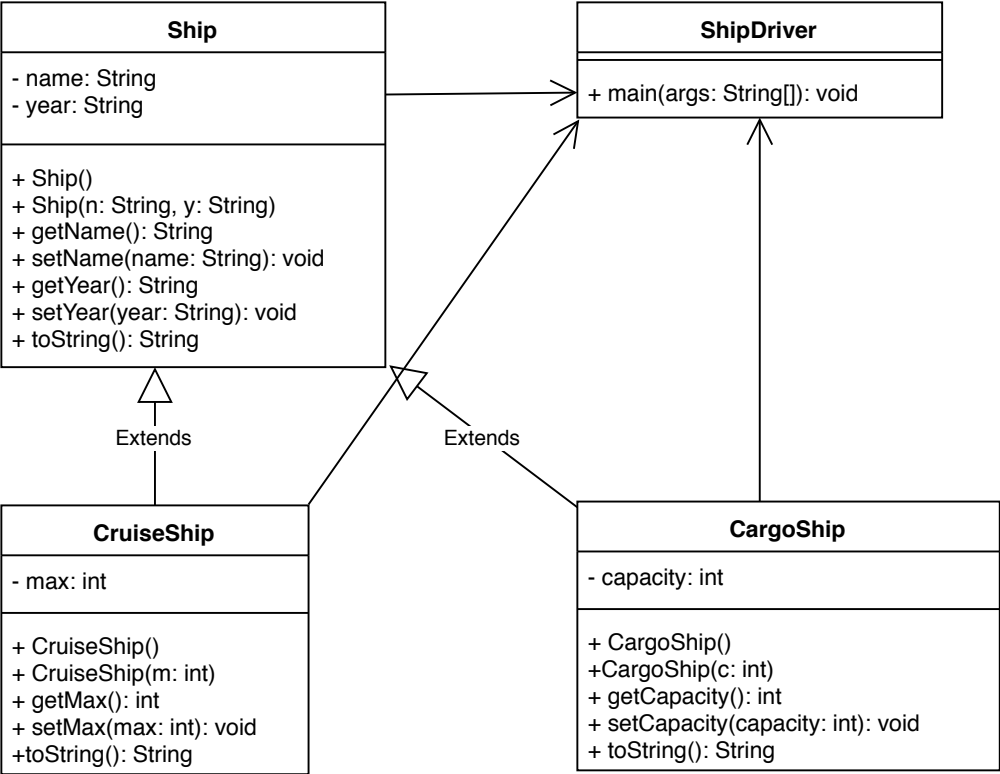 Ship
- name: String
- year: String
+ Ship()
+ Ship(n: String, y: String)
+ getName(): String
+ setName(name: String): void
+ getYear(): String
+ setYear(year: String): void
+ toString(): String
ShipDriver
+ main(args: String[]): void
Extends
Extends
CruiseShip
- max: int
+ CruiseShip()
+ CruiseShip(m: int)
+ getMax(): int
+ setMax(max: int): void
+toString(): String
CargoShip
- capacity: int
+ CargoShip()
+CargoShip(c: int)
+ getCapacity(): int
+ setCapacity(capacity: int): void
+ toString(): String